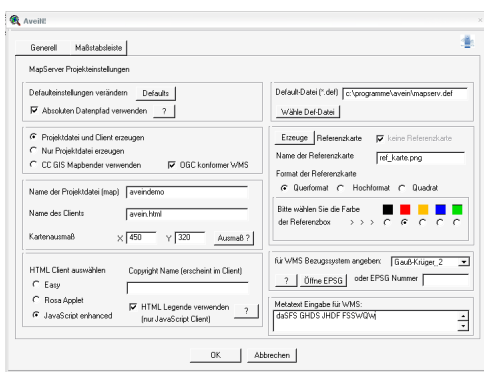 AveiN!
Generell
Maßstabsleiste
MapServer Projekteinstellungen
Defaulteinstellungen verändern
Defaults
Absoluten Datenpfad verwenden
?
Projektdatei und Client erzeugen
Nur Projektdatei erzeugen
CC GIS Mapbender verwenden
OGC konformer WMS
Name der Projektdatei (map)
aveindemo
Name des Clients
avein.html
Kartenausmaß
X 450
Y 320
Ausmaß ?
HTML Client auswählen
Easy
Rosa Applet
JavaScript enhanced
Copyright Name (erscheint im Client)
HTML Legende verwenden
(nur JavaScript Client)
?
Default-Datei (*.def)
c:\programme\avein\mapserv.def
Wähle Def-Datei
Erzeuge
Referenzkarte
keine Referenzkarte
Name der Referenzkarte
ref_karte.png
Format der Referenzkarte
Querformat
Hochformat
Quadrat
Bitte wählen Sie die Farbe
der Referenzbox > > >
für WMS Bezugsystem angeben:
Gauß-Krüger_2
?
Öffne EPSG
oder EPSG Nummer
Metatext Eingabe für WMS:
daSFS GHDS JHDF FSSWQW
OK
Abbrechen